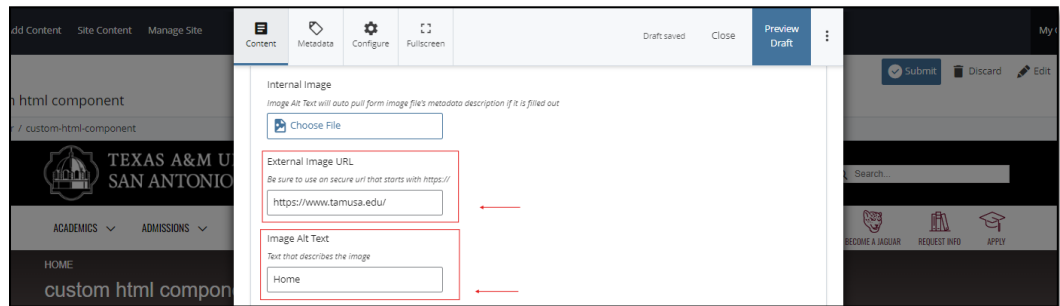 dd Content Site Content Manage Site
Content Metadata Configure Fullscreen Draft saved Close Preview Draft
My
Submit Discard Edit
html component
/ custom-html-component
Internal Image
Image Alt Text will auto pull form image file's metadata description if it is filled out
Choose File
External Image URL
Be sure to use an secure url that starts with https://
https://www.tamusa.edu/
Image Alt Text
Text that describes the image
Home
TEXAS A&M U
SAN ANTONIO
Search...
ACADEMICS ADMISSIONS
BECOME A JAGUAR REQUEST INFO APPLY
HOME
custom html compon